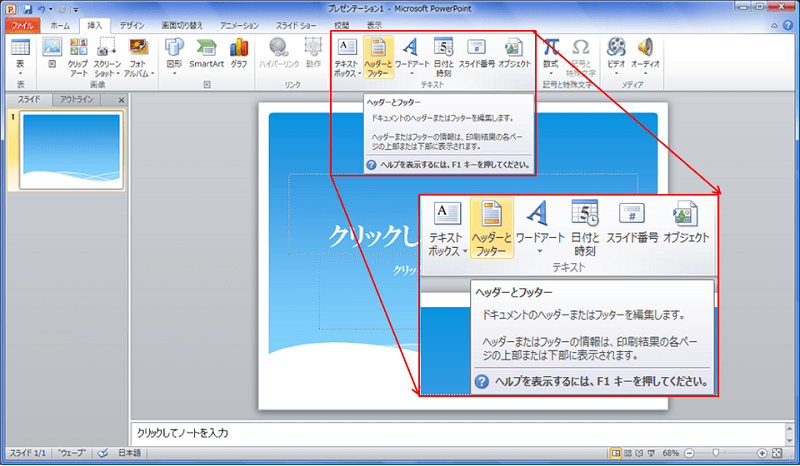 プレゼンテーション1 - Microsoft PowerPoint
ファイル ホーム 挿入 デザイン 画面切り替え アニメーション スライド ショー 校閲 表示
表
図
クリップ
アート
スクリーン
ショット
フォト
アルバム
図形
SmartArt
グラフ
ハイパーリンク
動作
テキスト
ボックス
ヘッダーと
フッター
ワードアート
日付と
時刻
スライド番号
オブジェクト
数式
記号と
特殊文字
ビデオ
オーディオ
表 画像 図 リンク テキスト 記号と特殊文字 メディア
スライド アウトライン
1
ヘッダーとフッター
ドキュメントのヘッダーまたはフッターを編集します。
ヘッダーまたはフッターの情報は、印刷結果の各ペー
ジの上部または下部に表示されます。
ヘルプを表示するには、F1 キーを押してください。
クリックし
クリッ
テキスト
ボックス
ヘッダーと
フッター
ワードアート
日付と
時刻
スライド番号
オブジェクト
テキスト
ヘッダーとフッター
ドキュメントのヘッダーまたはフッターを編集します。
ヘッダーまたはフッターの情報は、印刷結果の各ペー
ジの上部または下部に表示されます。
ヘルプを表示するには、F1 キーを押してください。
クリックしてノートを入力
スライド 1/1 "ウェーブ" 日本語 68%